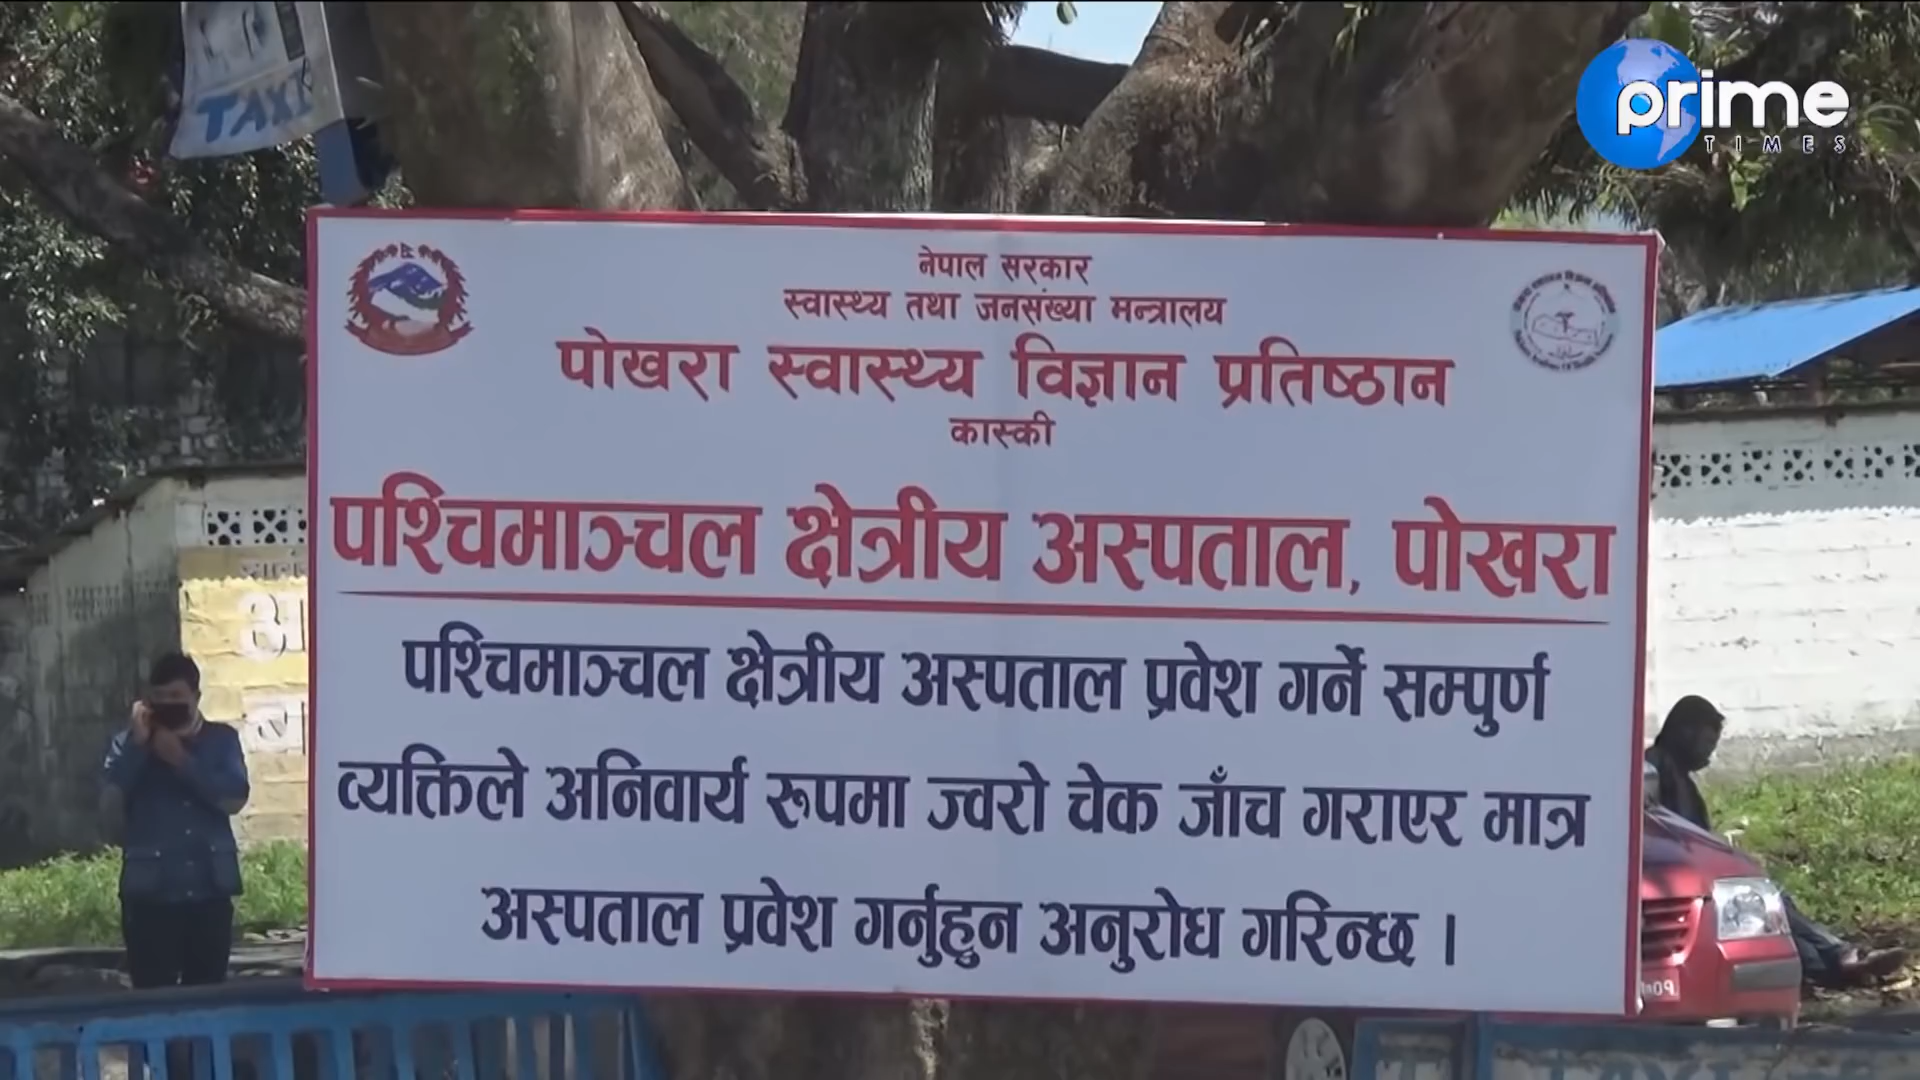 TAXI
prime
TIMES
नेपाल सरकार
स्वास्थ्य तथा जनसंख्या मन्त्रालय
पोखरा स्वास्थ्य विज्ञान प्रतिष्ठान
कास्की
पश्चिमाञ्चल क्षेत्रीय अस्पताल, पोखरा
पश्चिमाञ्चल क्षेत्रीय अस्पताल प्रवेश गर्ने सम्पुर्ण
व्यक्तिले अनिवार्य रुपमा ज्वरो चेक जाँच गराएर मात्र
अस्पताल प्रवेश गर्नुहुन अनुरोध गरिन्छ ।